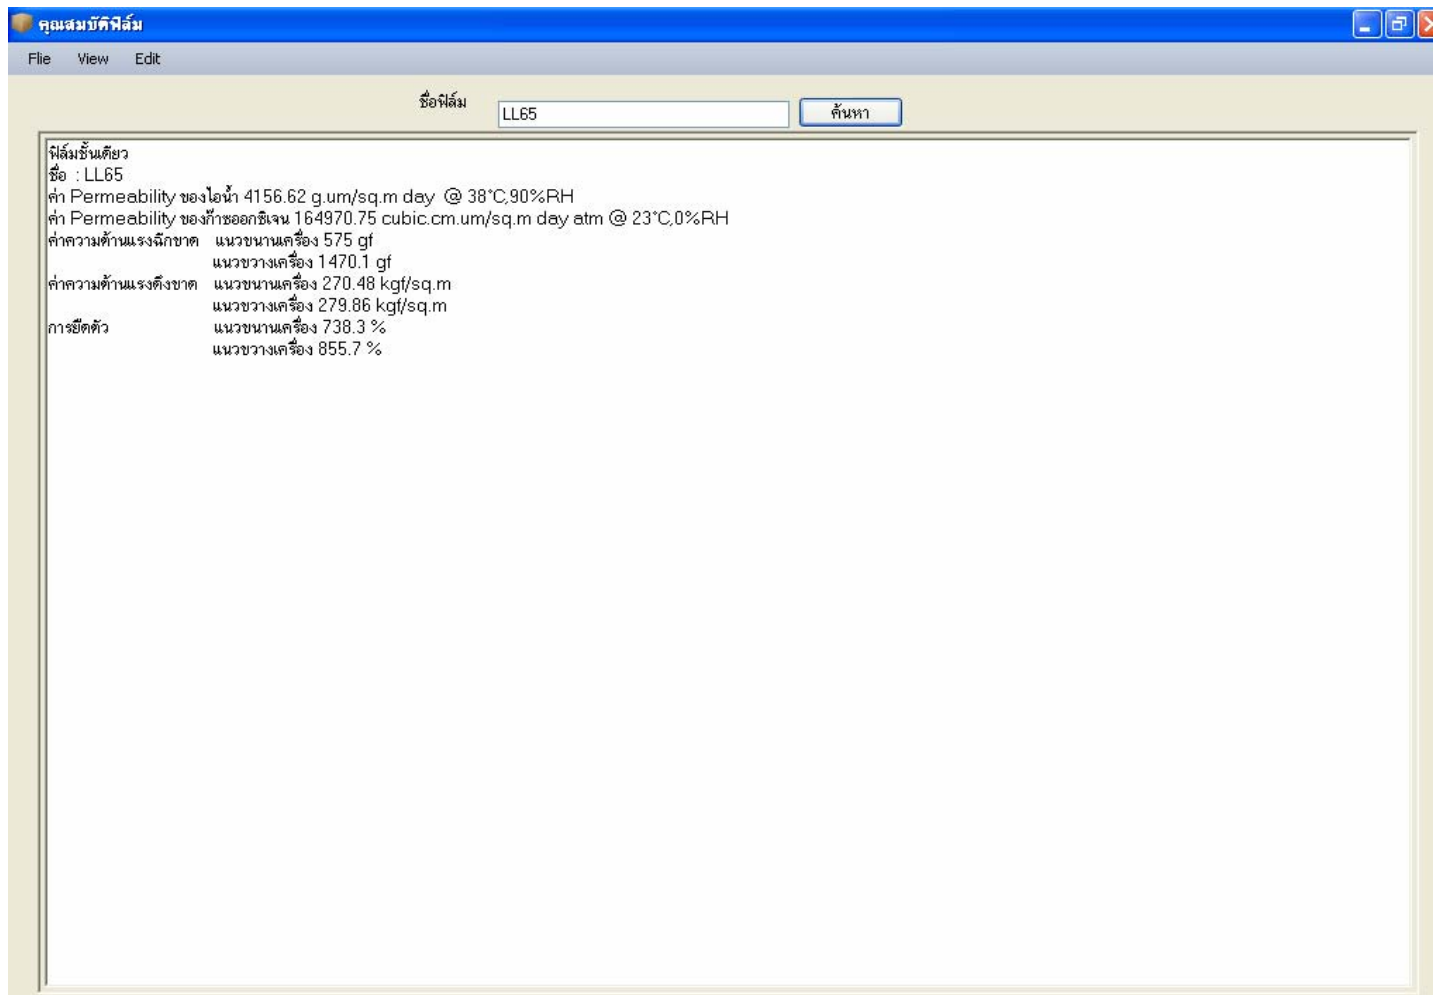 คุณสมบัติฟิล์ม
Flie View Edit
ชื่อฟิล์ม LL65 ค้นหา
ฟิล์มชั้นเดียว
ชื่อ : LL65
ค่า Permeability ของไอน้ำ 4156.62 g.um/sq.m day @ 38°C,90%RH
ค่า Permeability ของก๊าซออกซิเจน 164970.75 cubic.cm.um/sq.m day atm @ 23°C,0%RH
ค่าความต้านแรงฉีกขาด แนวขนานเครื่อง 575 gf
แนวขวางเครื่อง 1470.1 gf
ค่าความต้านแรงดึงขาด แนวขนานเครื่อง 270.48 kgf/sq.m
แนวขวางเครื่อง 279.86 kgf/sq.m
การยืดตัว แนวขนานเครื่อง 738.3 %
แนวขวางเครื่อง 855.7 %